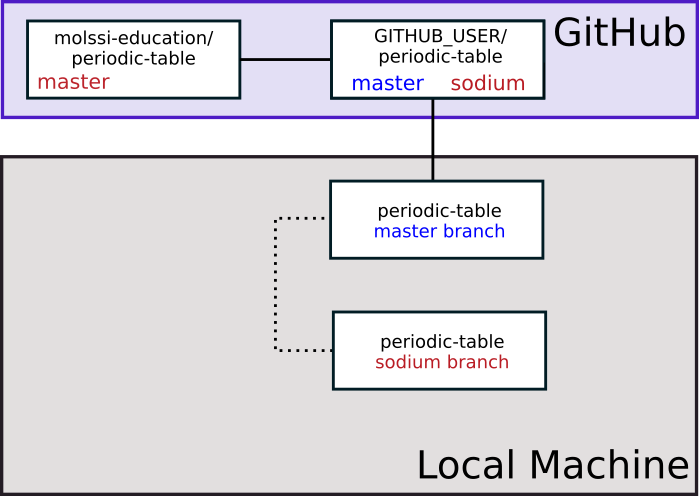 molssi-education/
periodic-table
master
GITHUB_USER/
periodic-table
master sodium
GitHub
periodic-table
master branch
periodic-table
sodium branch
Local Machine